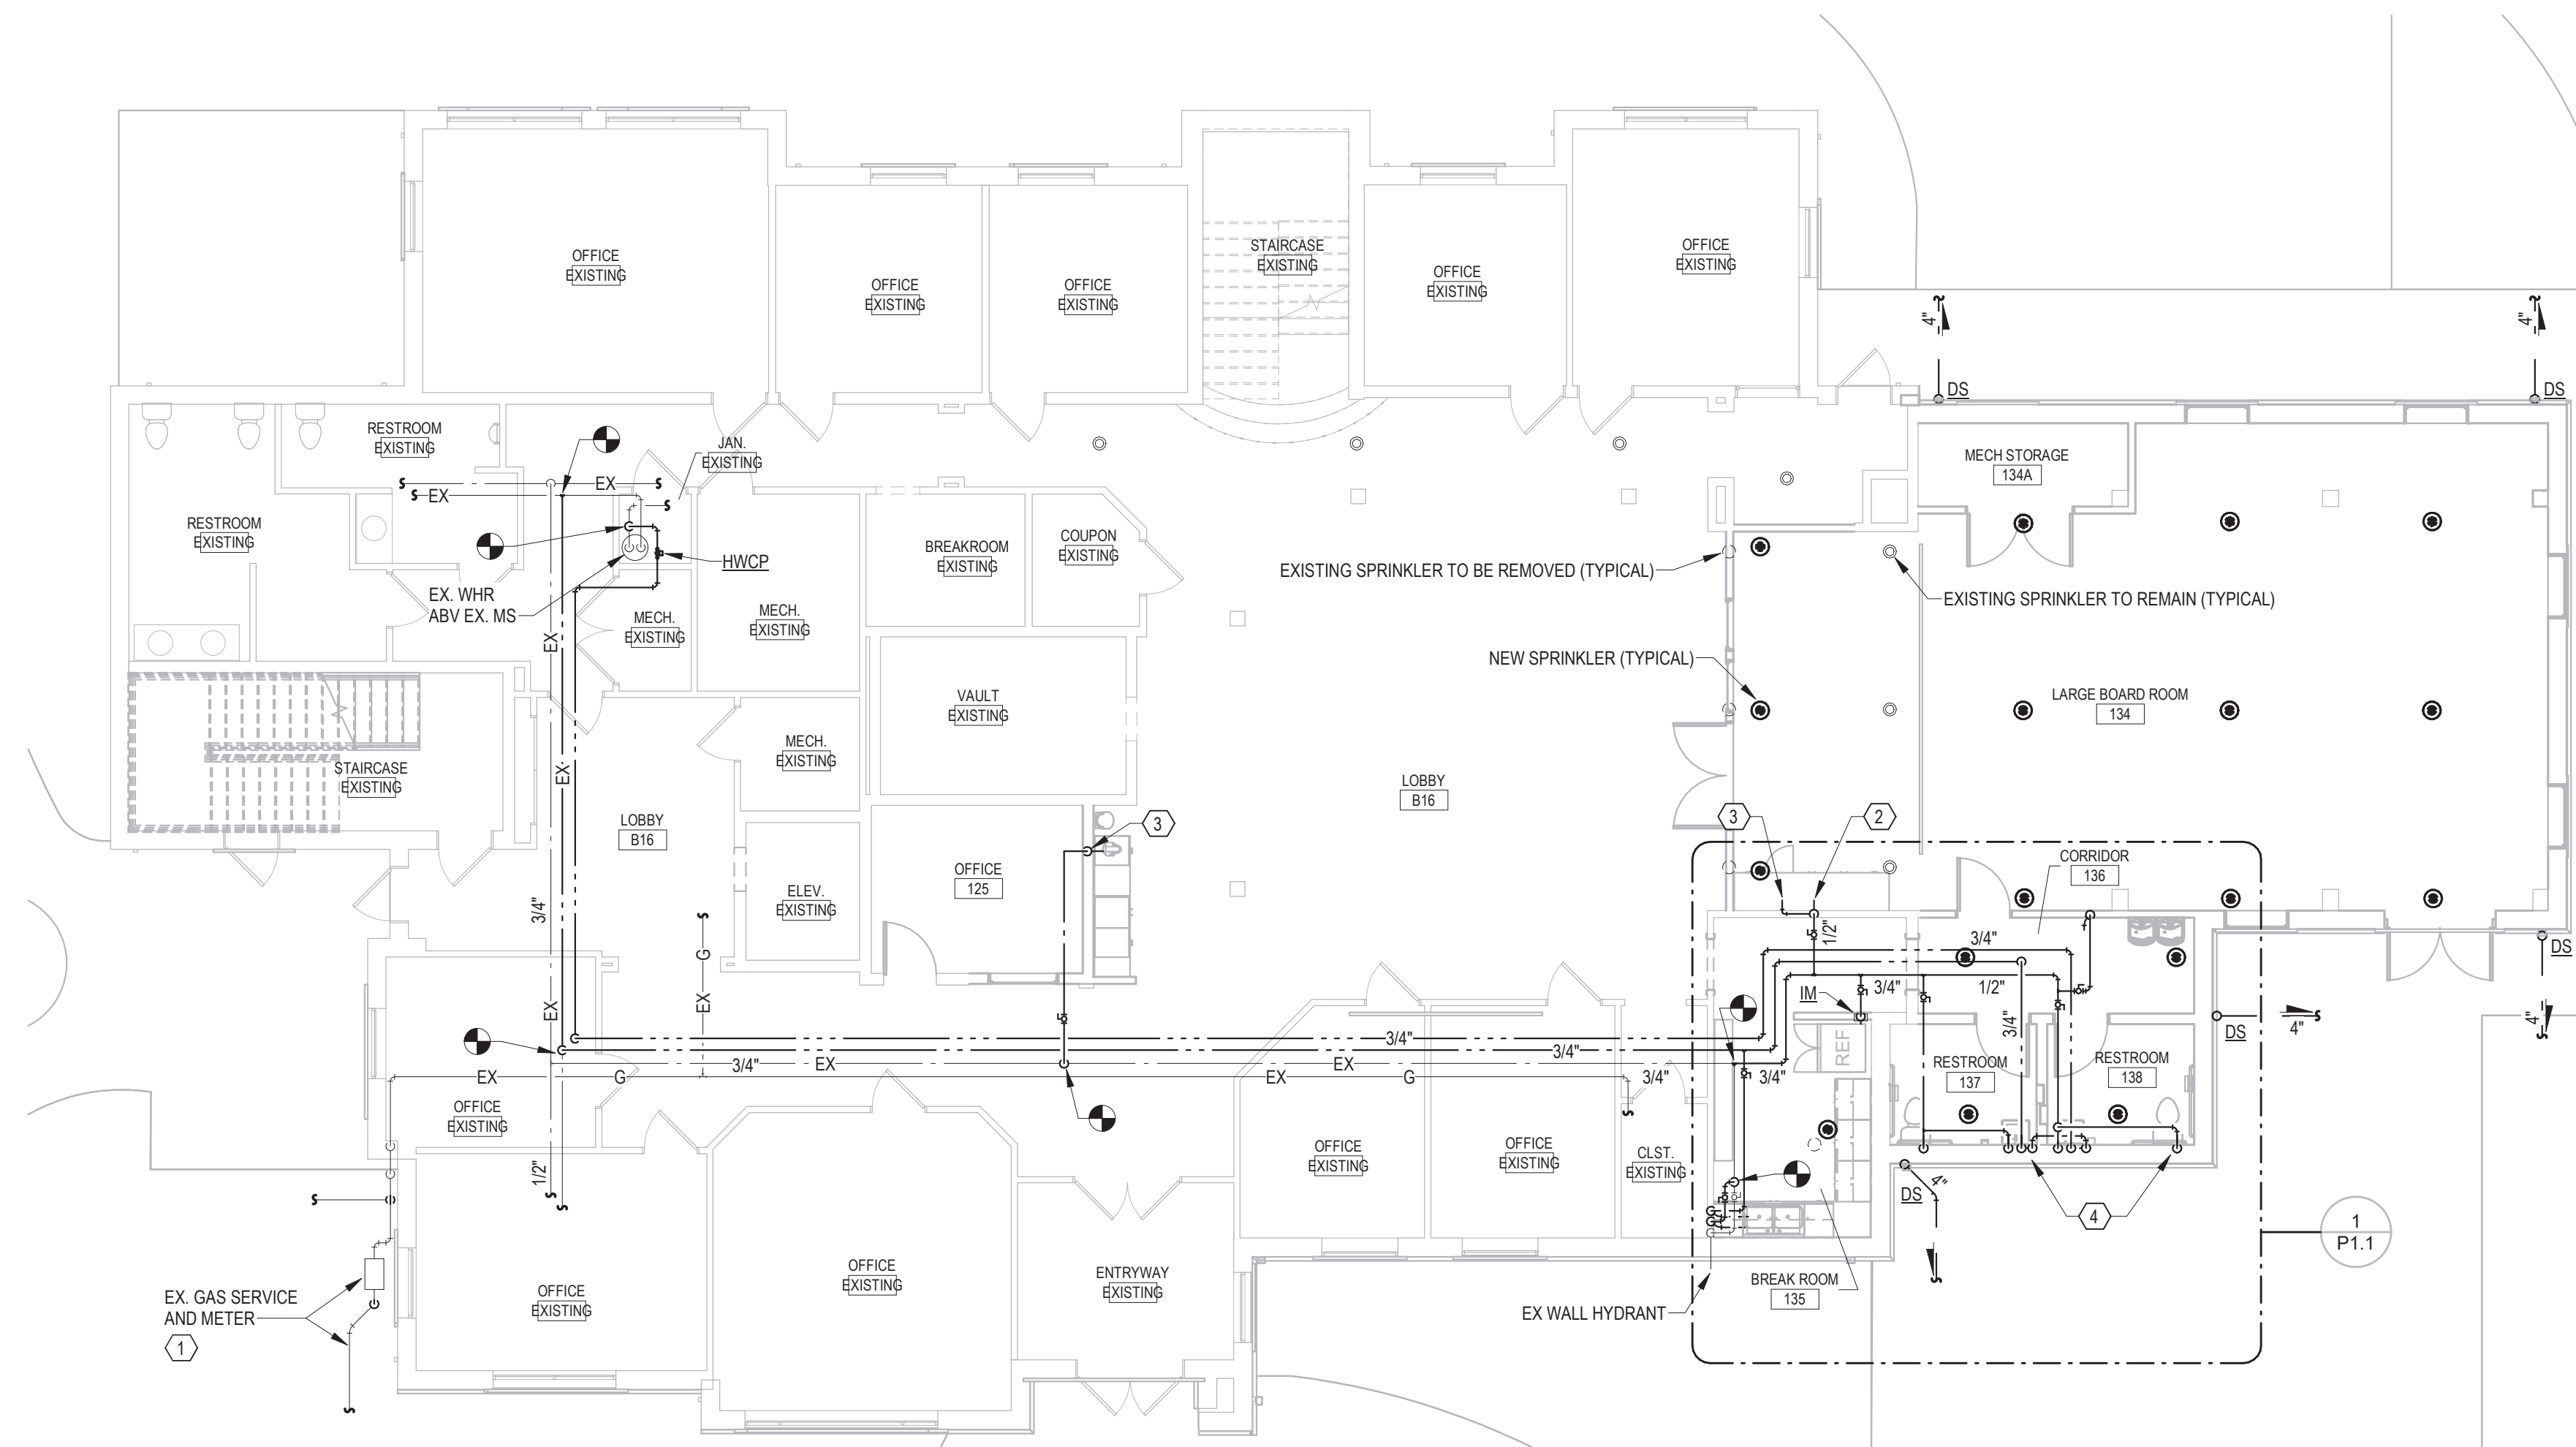 OFFICE
EXISTING
OFFICE
EXISTING
OFFICE
EXISTING
STAIRCASE
EXISTING
OFFICE
EXISTING
OFFICE
EXISTING
4"
4"
DS
DS
RESTROOM
EXISTING
JAN.
EXISTING
EX
EX
MECH STORAGE
134A
RESTROOM
EXISTING
BREAKROOM
EXISTING
COUPON
EXISTING
HWCP
EXISTING SPRINKLER TO BE REMOVED (TYPICAL)
EXISTING SPRINKLER TO REMAIN (TYPICAL)
EX. WHR
ABV EX. MS
MECH.
EXISTING
MECH.
EXISTING
EX
NEW SPRINKLER (TYPICAL)
VAULT
EXISTING
LARGE BOARD ROOM
134
MECH.
EXISTING
STAIRCASE
EXISTING
EX
LOBBY
B16
LOBBY
B16
3
3
2
CORRIDOR
136
OFFICE
125
ELEV.
EXISTING
3/4"
1/2"
3/4"
DS
G
EX
EX
IM
3/4"
1/2"
3/4"
DS
4"
4"
3/4"
3/4"
3/4"
EX
EX
REF
RESTROOM
137
RESTROOM
138
EX
G
EX
G
3/4"
3/4"
OFFICE
EXISTING
OFFICE
EXISTING
OFFICE
EXISTING
CLST.
EXISTING
1/2"
DS
4"
4
1
P1.1
EX. GAS SERVICE
AND METER
1
OFFICE
EXISTING
OFFICE
EXISTING
ENTRYWAY
EXISTING
BREAK ROOM
135
EX WALL HYDRANT